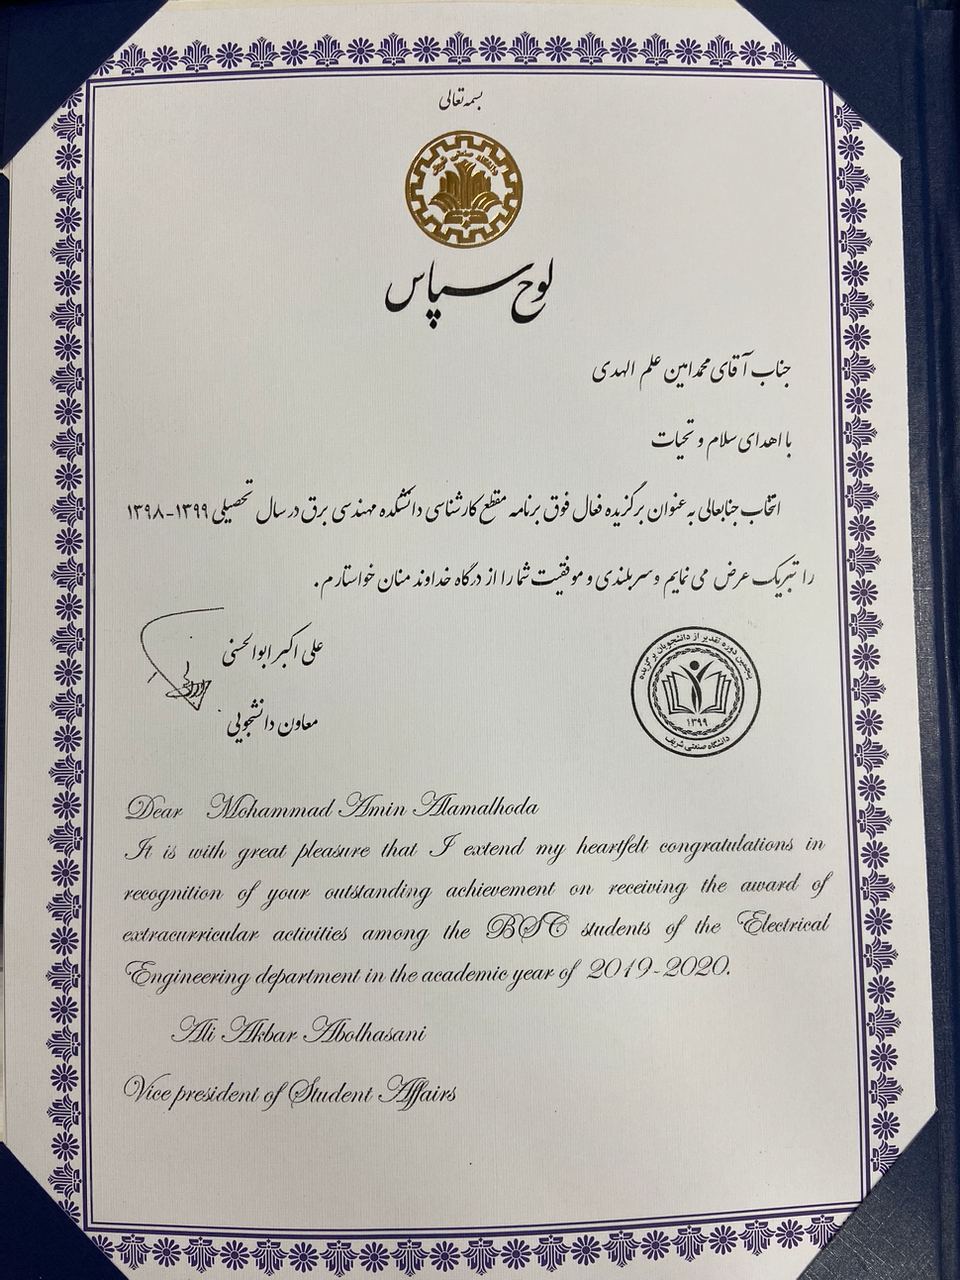 بسمه تعالی
دانشگاه صنعتی شریف
لوح سپاس
جناب آقای محمدامین علم الهدی
با اهدای سلام و تحیات
انتخاب جنابعالی به عنوان برگزیده فعال فوق برنامه مقطع کارشناسی دانشکده مهندسی برق در سال تحصیلی ۱۳۹۹-۱۳۹۸
را تبریک عرض می نمایم و سربلندی و موفقیت شما را از درگاه خداوند منان خواستارم.
علی اکبر ابوالحسنی
معاون دانشجویی
پنجمین دوره تقدیر از دانشجویان برگزیده
۱۳۹۹
دانشگاه صنعتی شریف
Dear Mohammad Amin Alamalhoda
It is with great pleasure that I extend my heartfelt congratulations in
recognition of your outstanding achievement on receiving the award of
extracurricular activities among the BSC students of the Electrical
Engineering department in the academic year of 2019-2020.
Ali Akbar Abolhasani
Vice president of Student Affairs